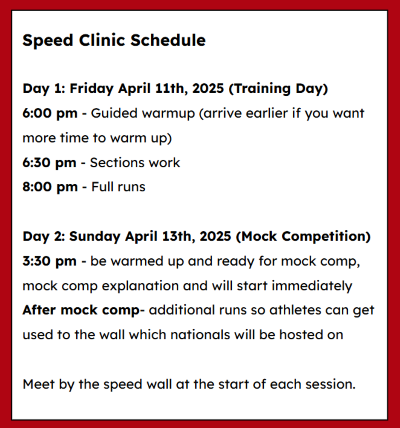 Speed Clinic Schedule
Day 1: Friday April 11th, 2025 (Training Day)
6:00 pm - Guided warmup (arrive earlier if you want
more time to warm up)
6:30 pm - Sections work
8:00 pm - Full runs
Day 2: Sunday April 13th, 2025 (Mock Competition)
3:30 pm - be warmed up and ready for mock comp,
mock comp explanation and will start immediately
After mock comp- additional runs so athletes can get
used to the wall which nationals will be hosted on
Meet by the speed wall at the start of each session.